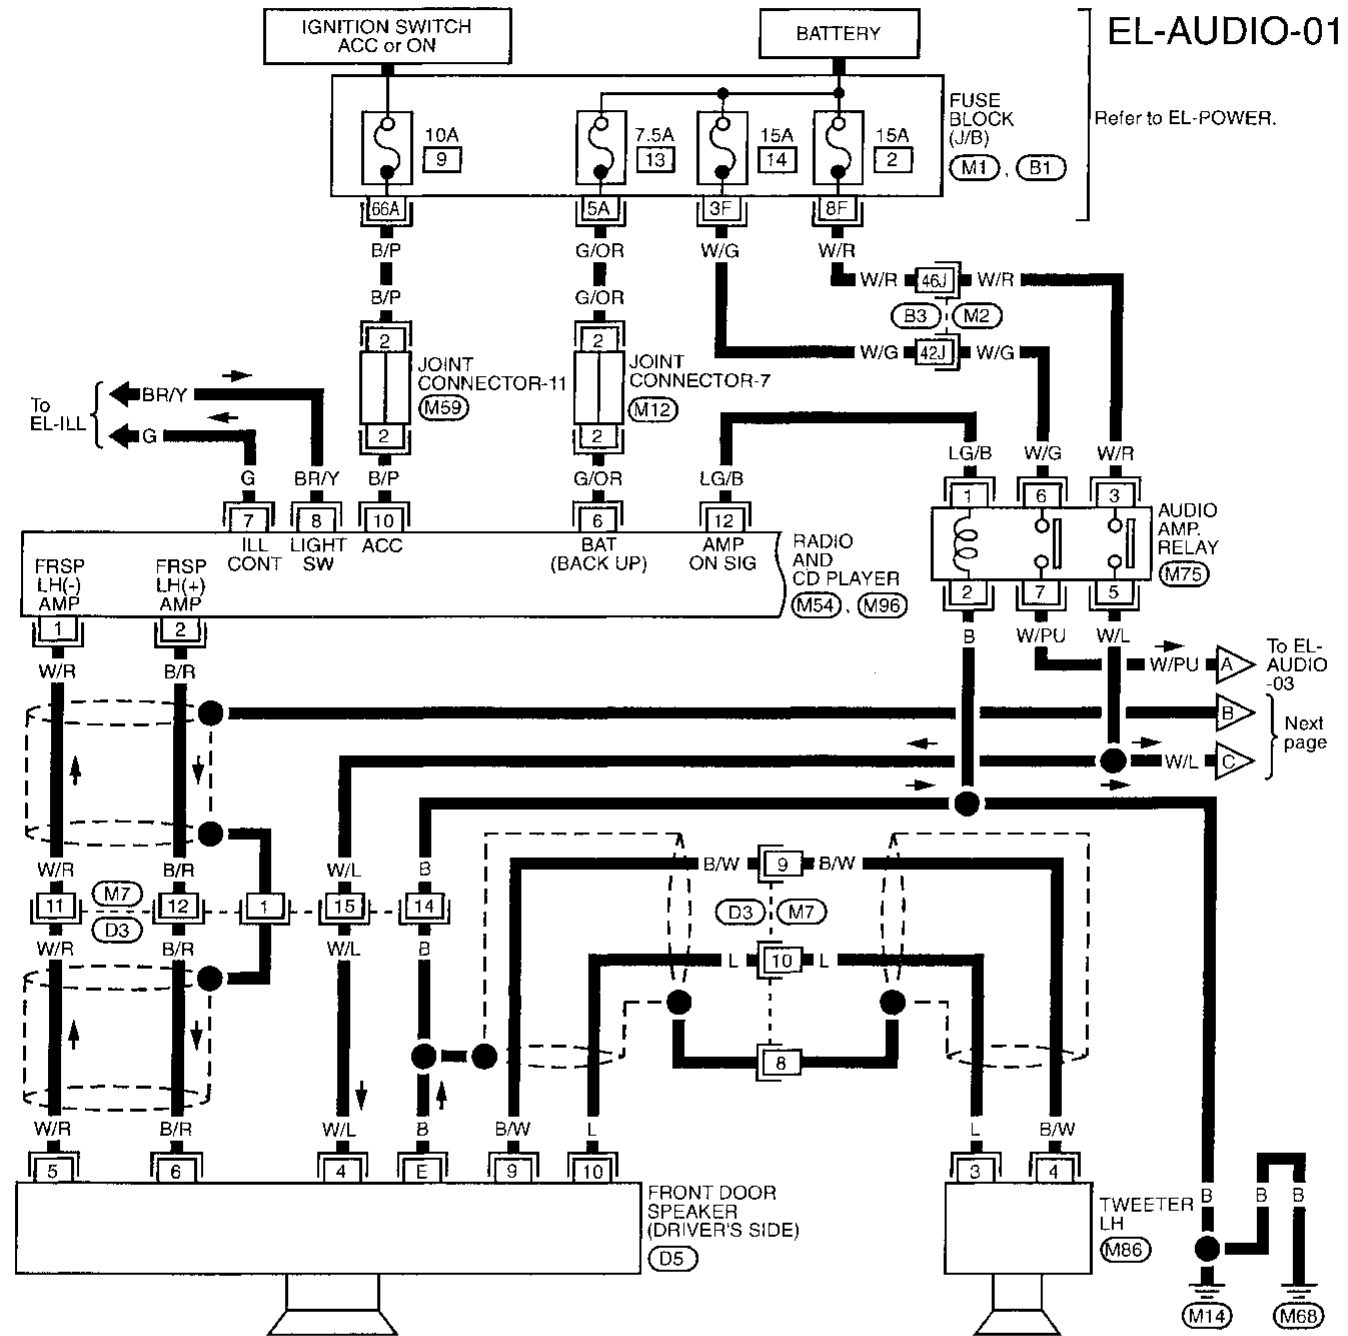 IGNITION SWITCH
ACC or ON
BATTERY
EL-AUDIO-01
10A
9
7.5A
13
15A
14
15A
2
FUSE
BLOCK
(J/B)
M1 , B1
Refer to EL-POWER.
66A
5A
3F
8F
B/P
G/OR
W/G
W/R
W/R
46J
W/R
B/P
G/OR
B3
M2
2
2
W/G
42J
W/G
JOINT
CONNECTOR-11
M59
JOINT
CONNECTOR-7
M12
To
EL-ILL
BR/Y
G
2
2
LG/B
W/G
W/R
G
BR/Y
B/P
G/OR
LG/B
1
6
3
7
8
10
6
12
AUDIO
AMP.
RELAY
M75
ILL
CONT
LIGHT
SW
ACC
BAT
(BACK UP)
AMP
ON SIG
RADIO
AND
CD PLAYER
M54 , M96
FRSP
LH(-)
AMP
FRSP
LH(+)
AMP
2
7
5
1
2
B
W/PU
W/L
W/R
B/R
W/PU
A
To EL-
AUDIO
-03
B
Next
page
W/L
C
W/R
B/R
W/L
B
B/W
9
B/W
11
M7
12
1
15
14
D3
M7
D3
W/R
B/R
W/L
B
L
10
L
8
W/R
B/R
W/L
B
B/W
L
L
B/W
5
6
4
E
9
10
3
4
FRONT DOOR
SPEAKER
(DRIVER'S SIDE)
D5
TWEETER
LH
M86
B
B
B
M14
M68